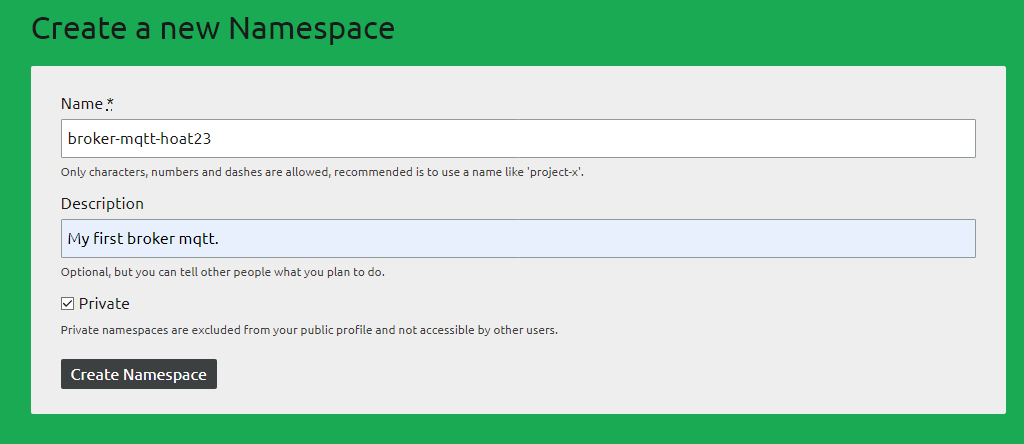 Create a new Namespace
Name *
broker-mqtt-hoat23
Only characters, numbers and dashes are allowed, recommended is to use a name like 'project-x'.
Description
My first broker mqtt.
Optional, but you can tell other people what you plan to do.
Private
Private namespaces are excluded from your public profile and not accessible by other users.
Create Namespace